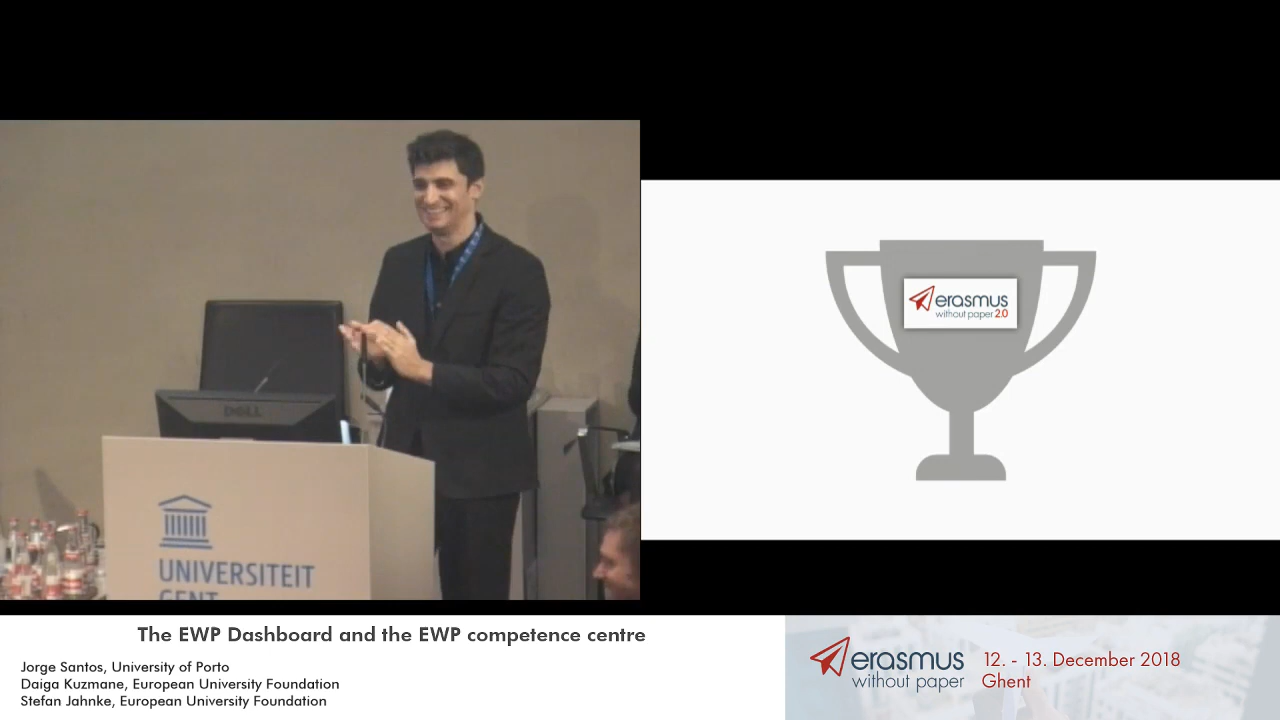 DELL
UNIVERSITEIT
GENT
erasmus
without paper 2.0
The EWP Dashboard and the EWP competence centre
Jorge Santos, University of Porto
Daiga Kuzmane, European University Foundation
Stefan Jahnke, European University Foundation
erasmus
without paper
12. - 13. December 2018
Ghent